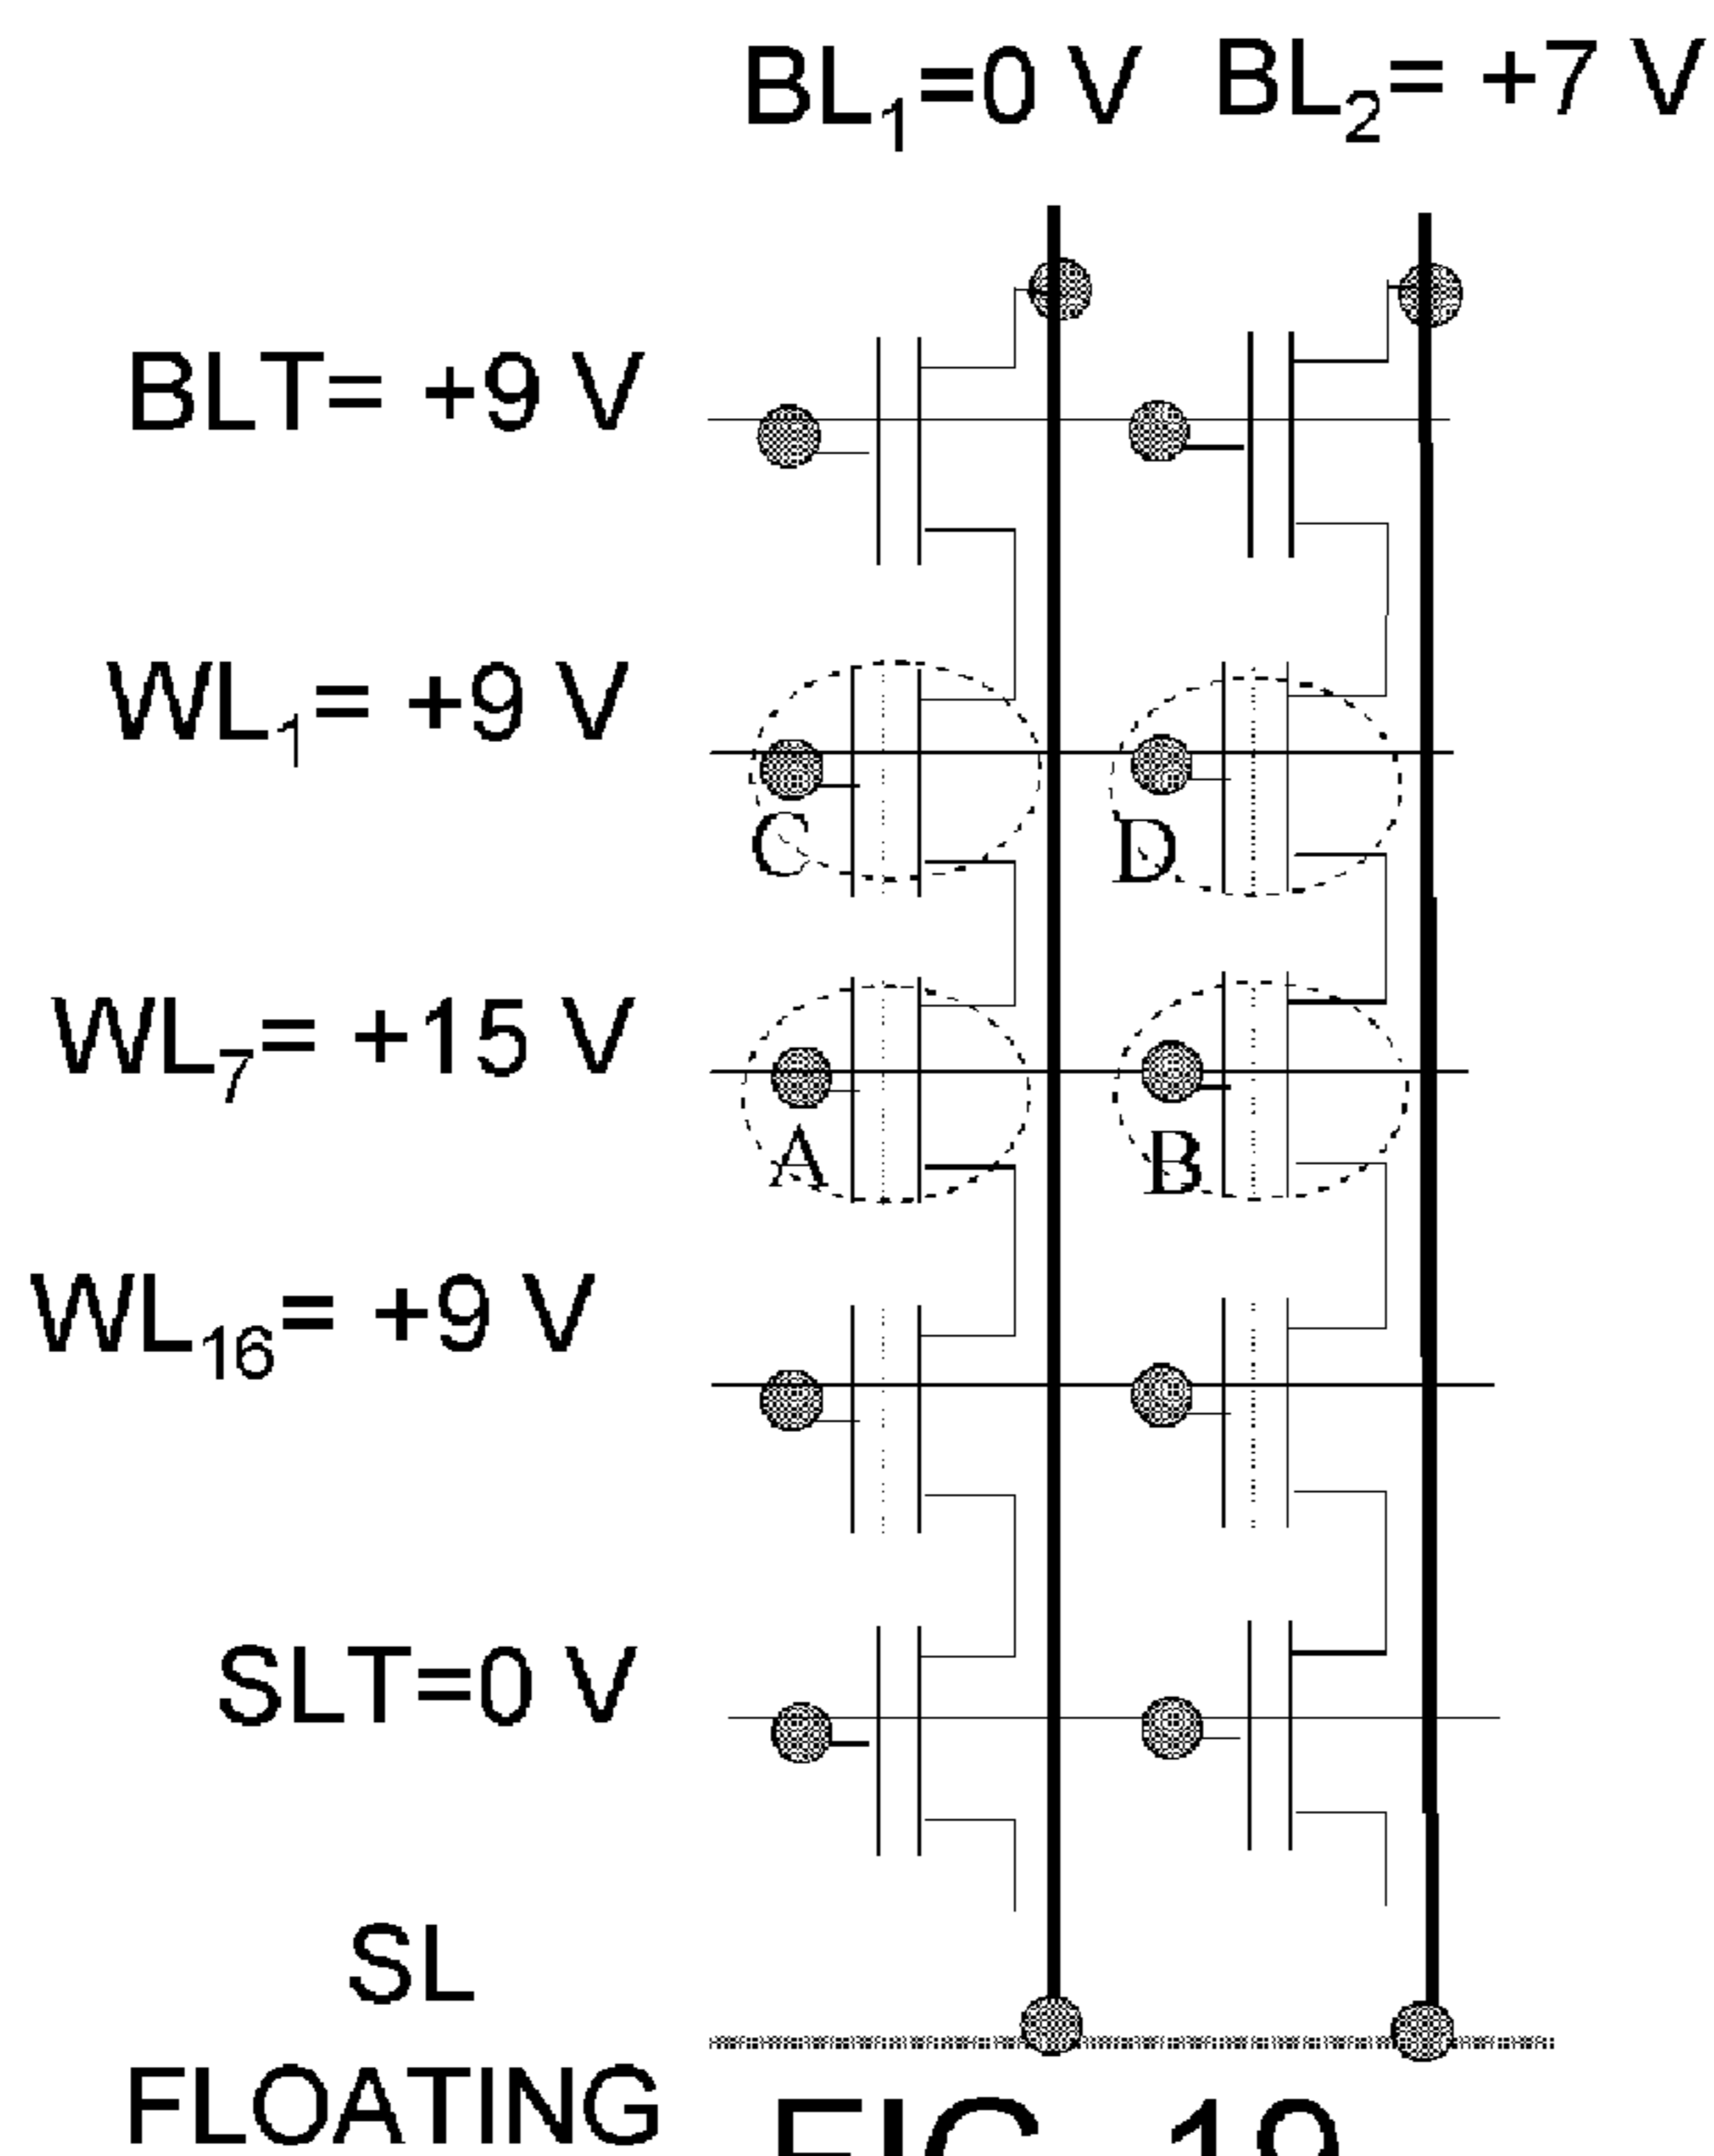 BL1=0 V BL2= +7 V
BLT= +9 V
WL1= +9 V
C D
WL7= +15 V
A B
WL16= +9 V
SLT=0 V
SL
FLOATING